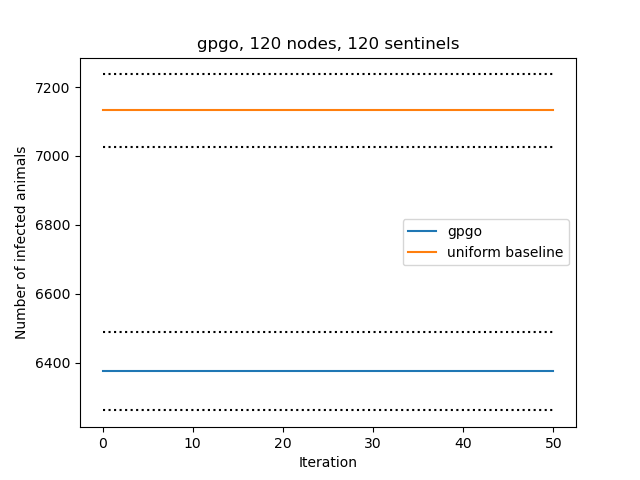 gpgo, 120 nodes, 120 sentinels
Number of infected animals
7200
7000
6800
6600
6400
gpgo
uniform baseline
0
10
20
30
40
50
Iteration